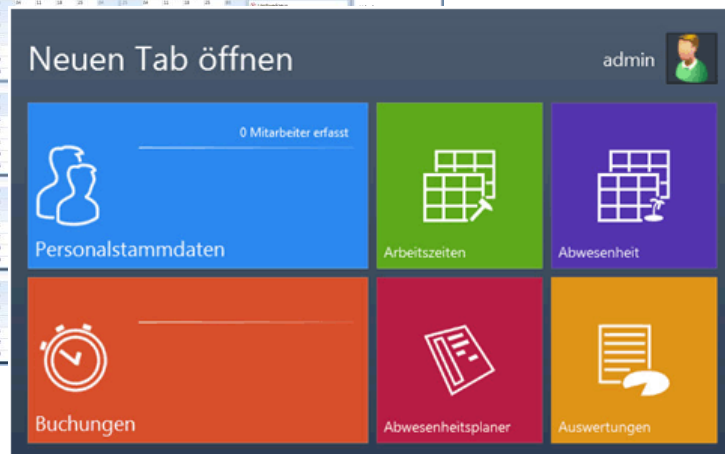 Neuen Tab öffnen
admin
0 Mitarbeiter erfasst
Personalstammdaten
Arbeitszeiten
Abwesenheit
Buchungen
Abwesenheitsplaner
Auswertungen